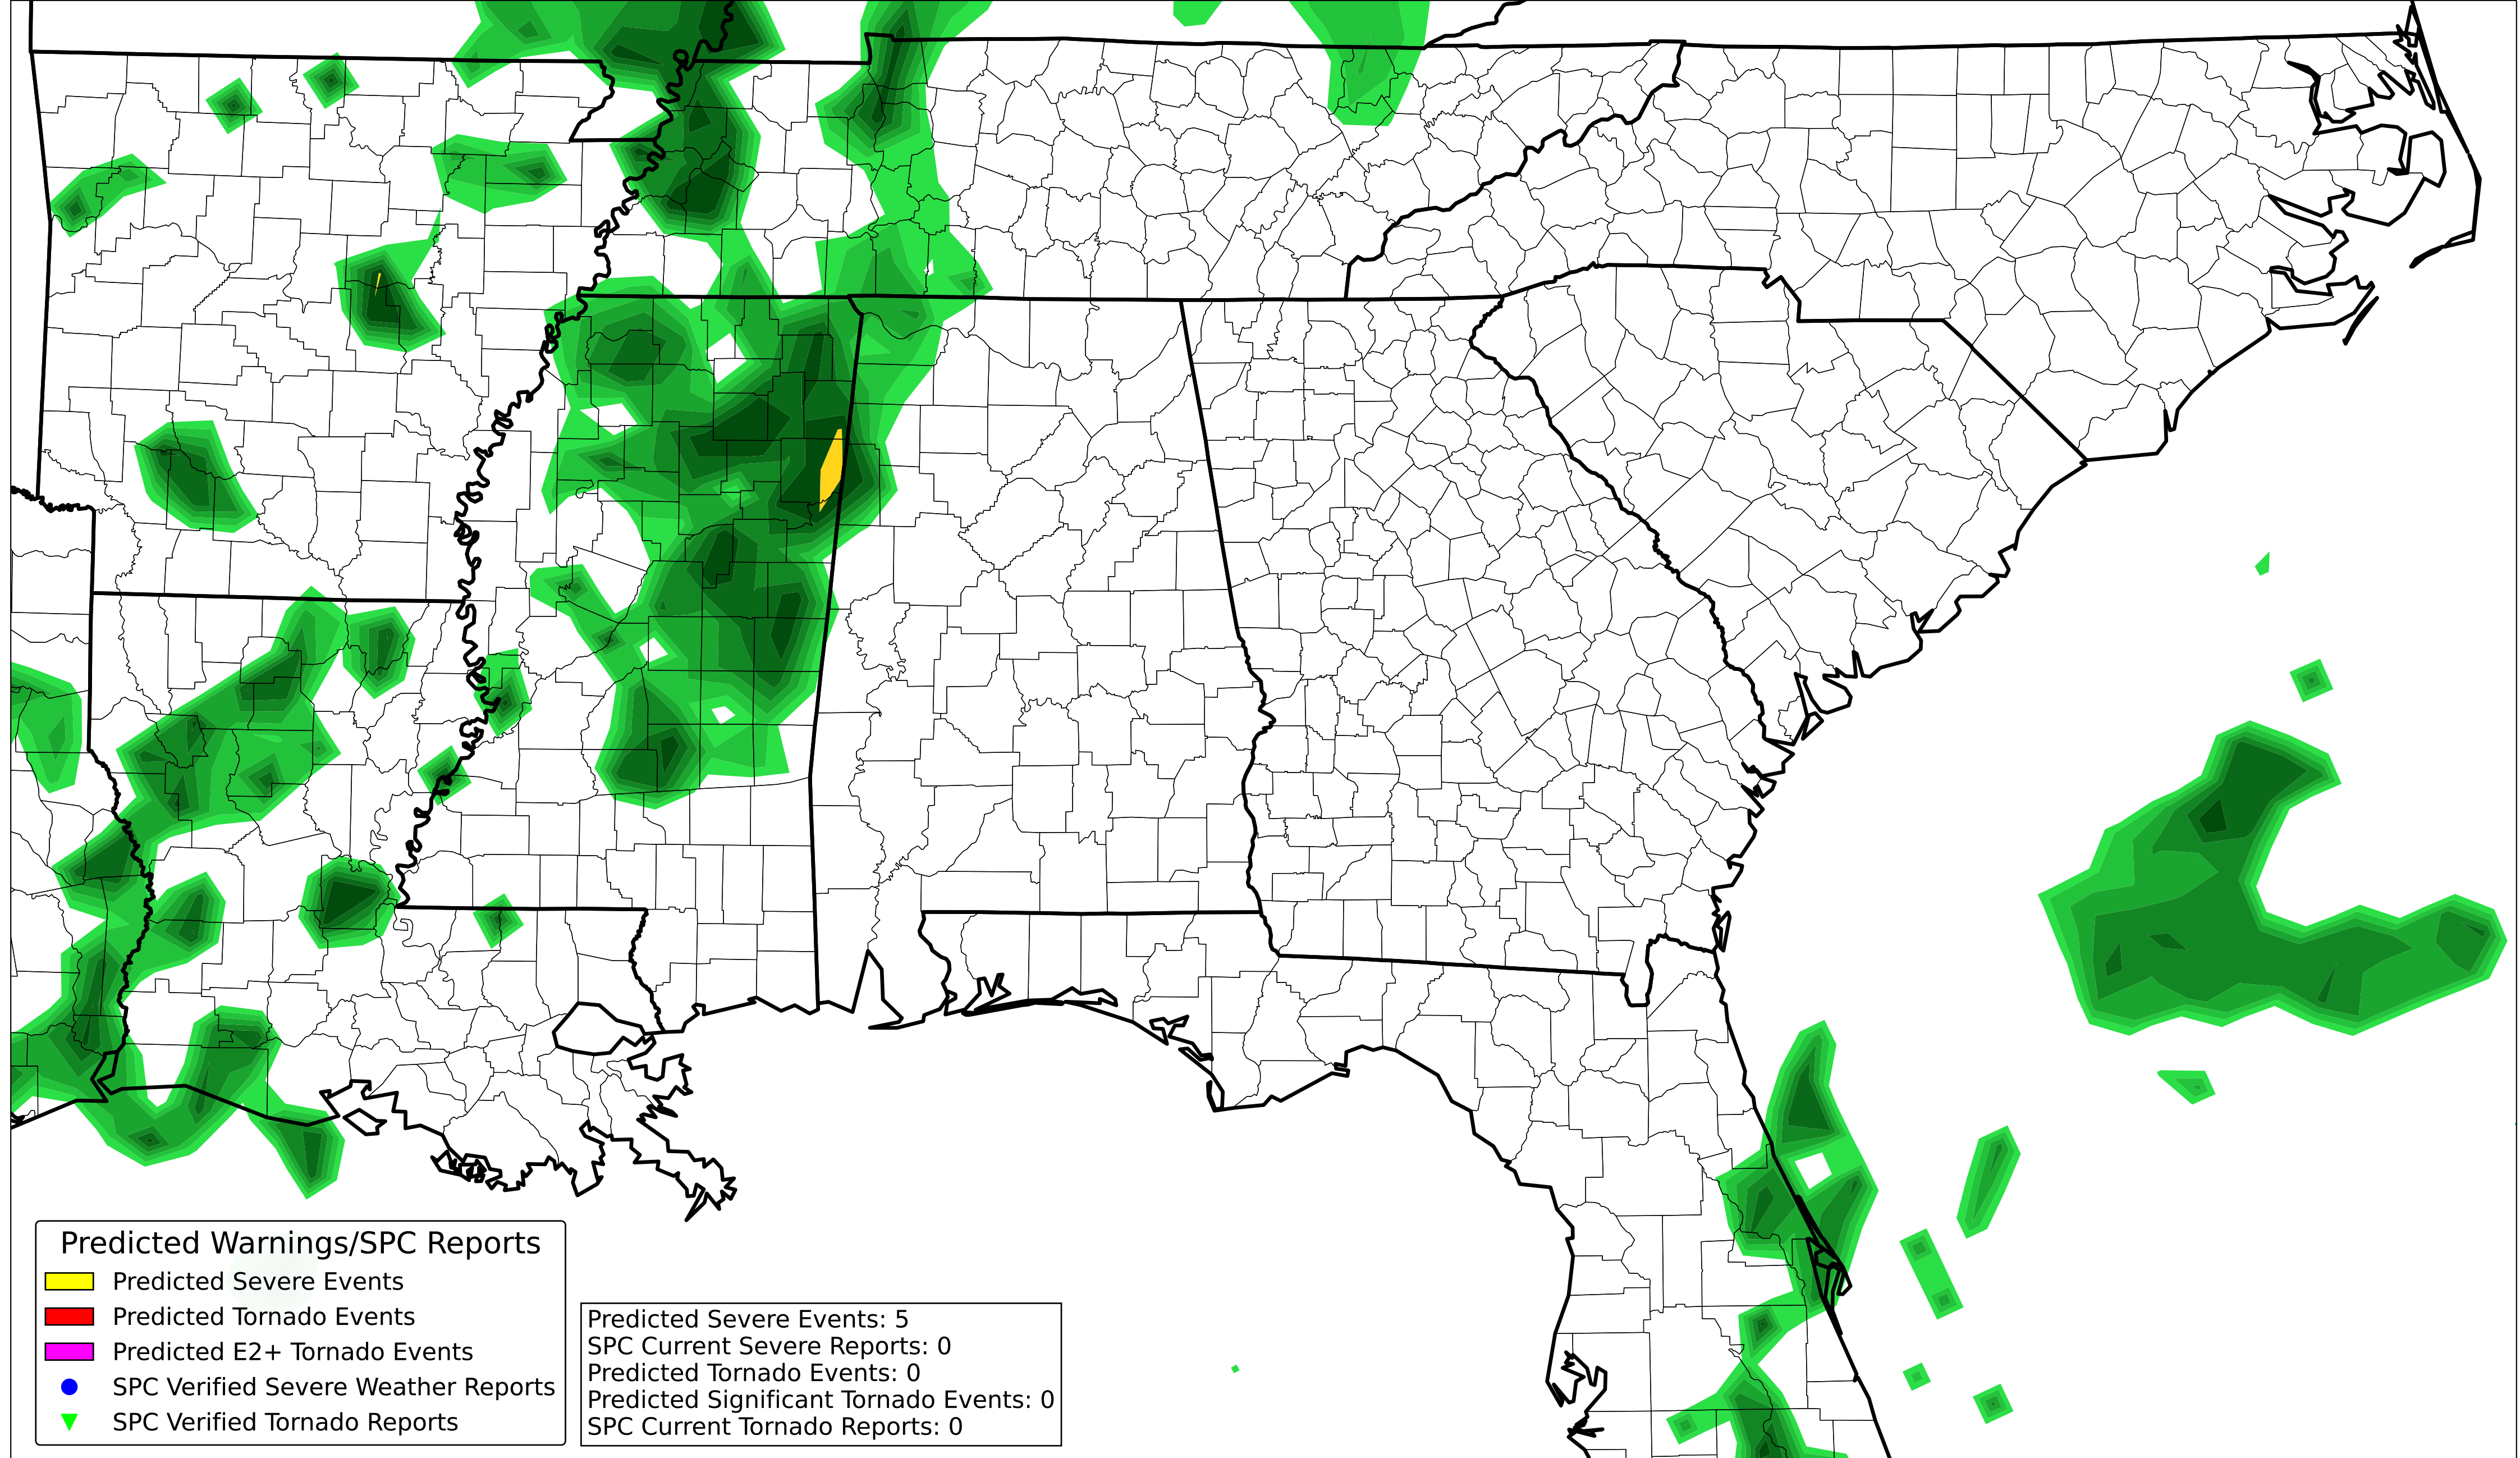 Predicted Warnings/SPC Reports
Predicted Severe Events
Predicted Tornado Events
Predicted E2+ Tornado Events
SPC Verified Severe Weather Reports
SPC Verified Tornado Reports
Predicted Severe Events: 5
SPC Current Severe Reports: 0
Predicted Tornado Events: 0
Predicted Significant Tornado Events: 0
SPC Current Tornado Reports: 0